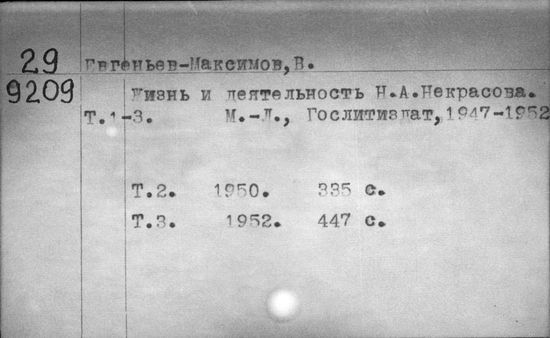 29
9209
Евгеньев-Максимов, В.
Жизнь и деятельность Н.А.Некрасова.
Т.1-3. М.-Л., Гослитиздат, 1947-1952
Т.2. 1950. 335 с.
Т.3. 1952. 447 с.